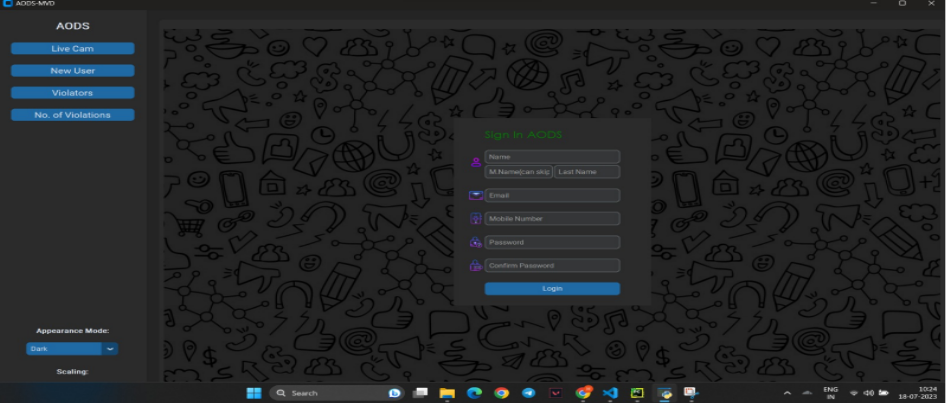 AODS-MVD
AODS
Live Cam
New User
Violators
No. of Violations
Sign In AODS
Name
M.Name(can skip
Last Name
Email
Mobile Number
Password
Confirm Password
Login
Appearance Mode:
Dark
Scaling:
Search
ENG
IN
10:24
18-07-2023